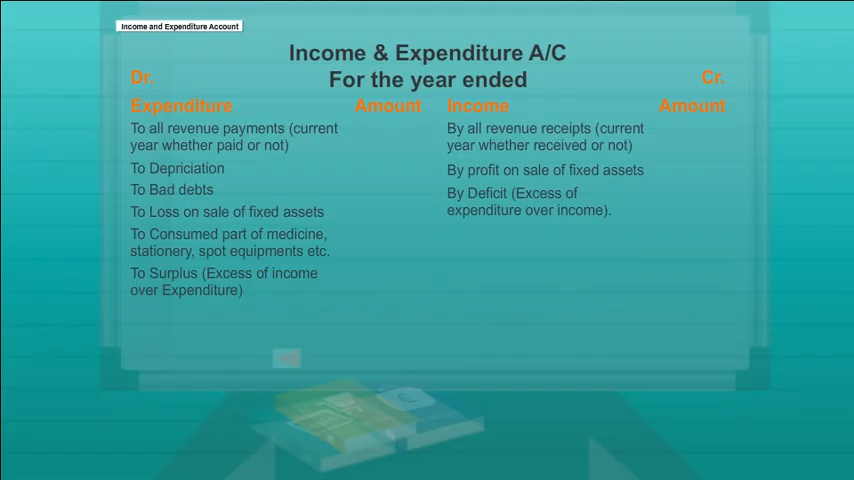 Income and Expenditure Account
Income & Expenditure A/C
For the year ended
Dr.
Cr.
Expenditure
Amount
Income
Amount
To all revenue payments (current
year whether paid or not)
To Depriciation
To Bad debts
To Loss on sale of fixed assets
To Consumed part of medicine,
stationery, spot equipments etc.
To Surplus (Excess of income
over Expenditure)
By all revenue receipts (current
year whether received or not)
By profit on sale of fixed assets
By Deficit (Excess of
expenditure over income).